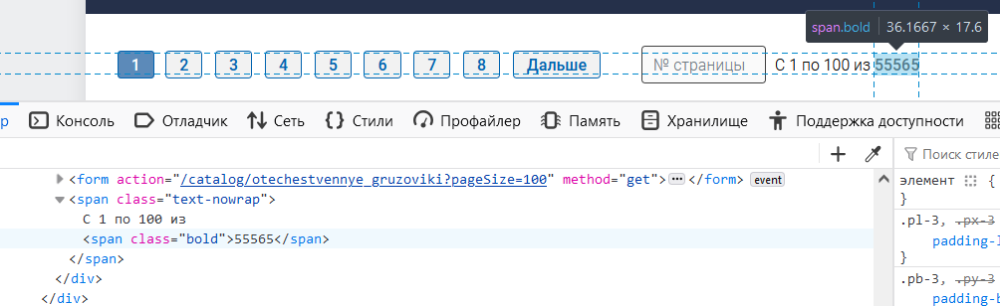 span.bold 36.1667 × 17.6
1 2 3 4 5 6 7 8 Дальше № страницы С 1 по 100 из 55565
Консоль Отладчик Сеть Стили Профайлер Память Хранилище Поддержка доступности
Поиск стиле
<form action="/catalog/otechestvennye_gruzoviki?pageSize=100" method="get"></form> event
<span class="text-nowrap">
С 1 по 100 из
<span class="bold">55565</span>
</span>
</div>
</div>
элемент {
}
.pl-3, .px-3
padding-l
}
.pb-3, .py-3
padding-b